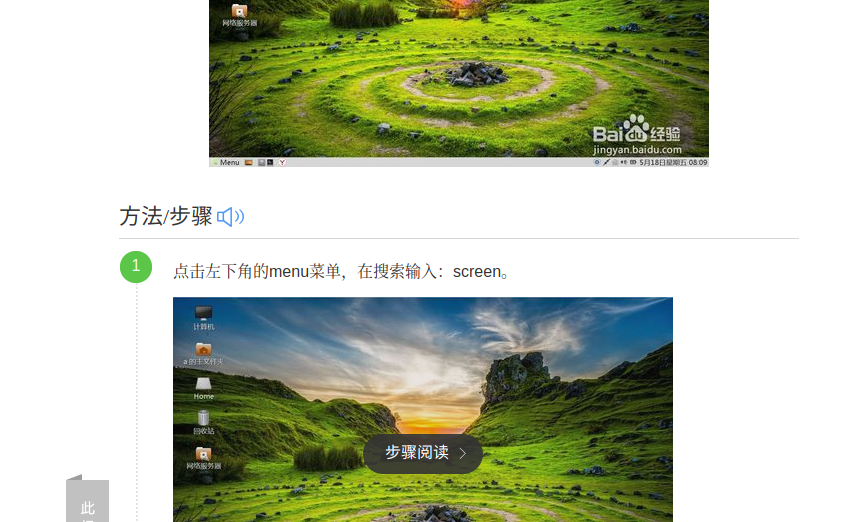 网络服务器
Baidu 经验
jingyan.baidu.com
Menu
5月18日星期五 08:09
方法/步骤
1
点击左下角的menu菜单，在搜索输入：screen。
计算机
a 的主文件夹
Home
回收站
网络服务器
步骤阅读
此